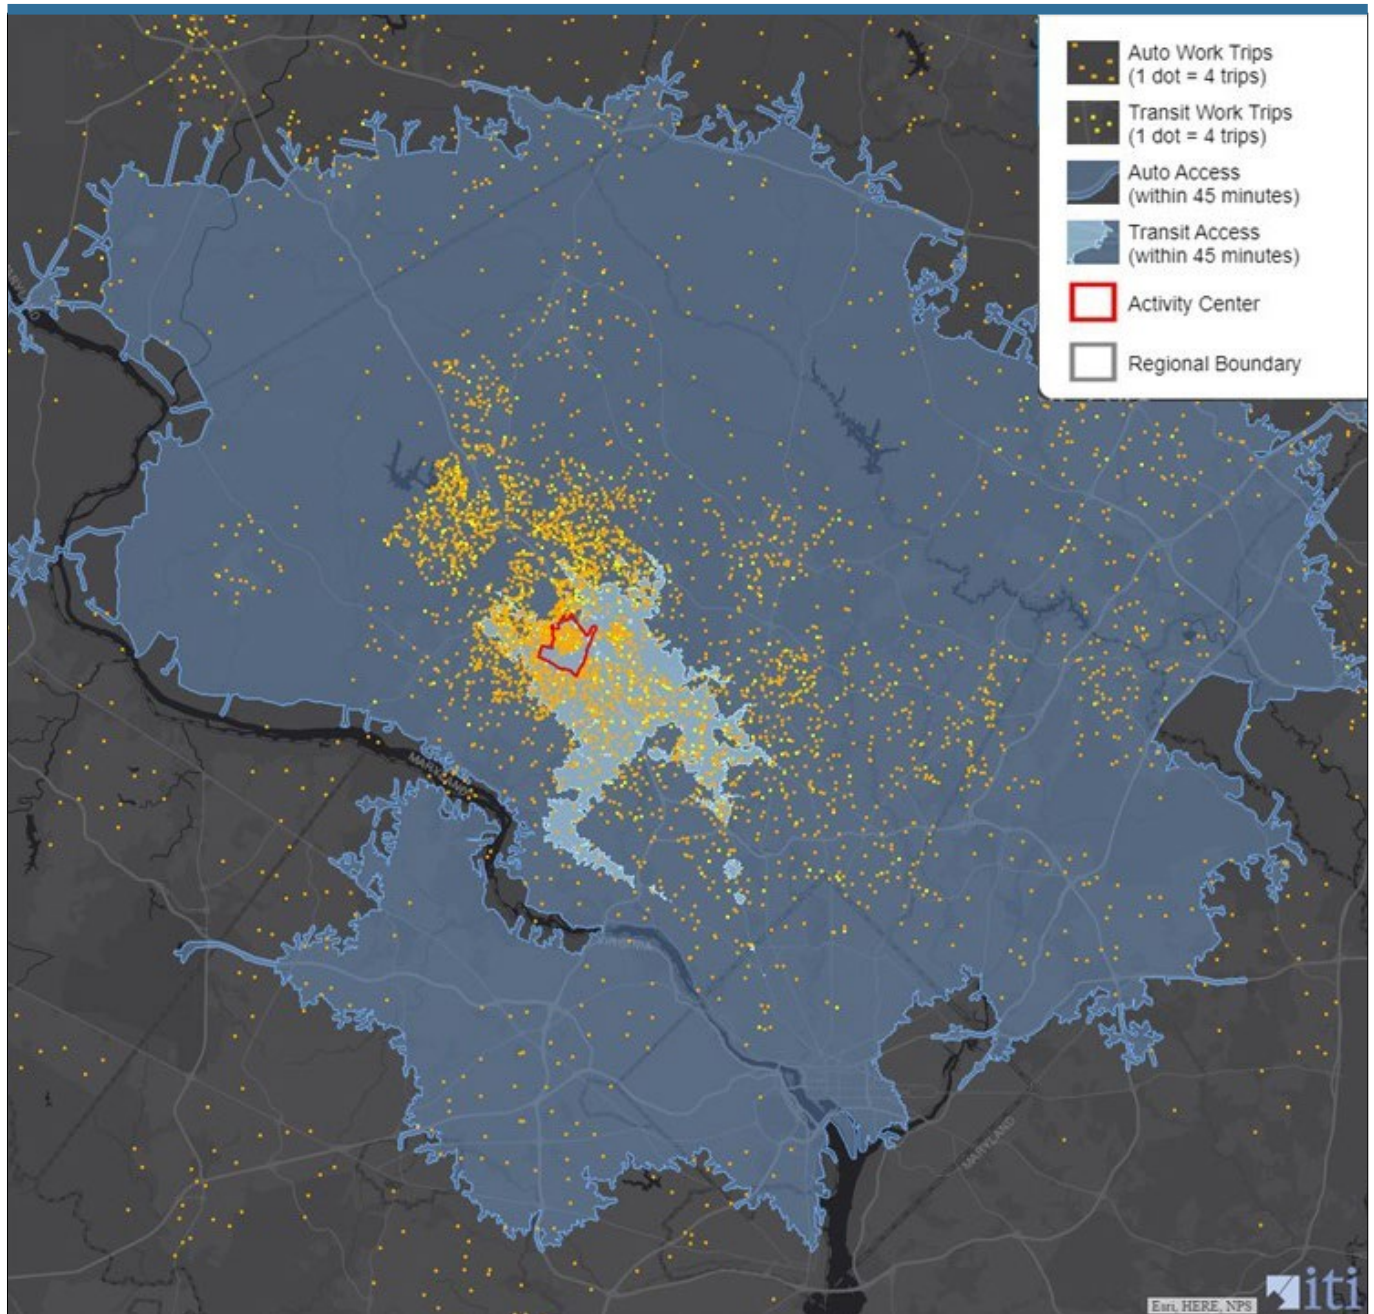 Auto Work Trips
(1 dot = 4 trips)
Transit Work Trips
(1 dot = 4 trips)
Auto Access
(within 45 minutes)
Transit Access
(within 45 minutes)
Activity Center
Regional Boundary
MARYLAND
MARYLAND
iti
Esri, HERE, NPS